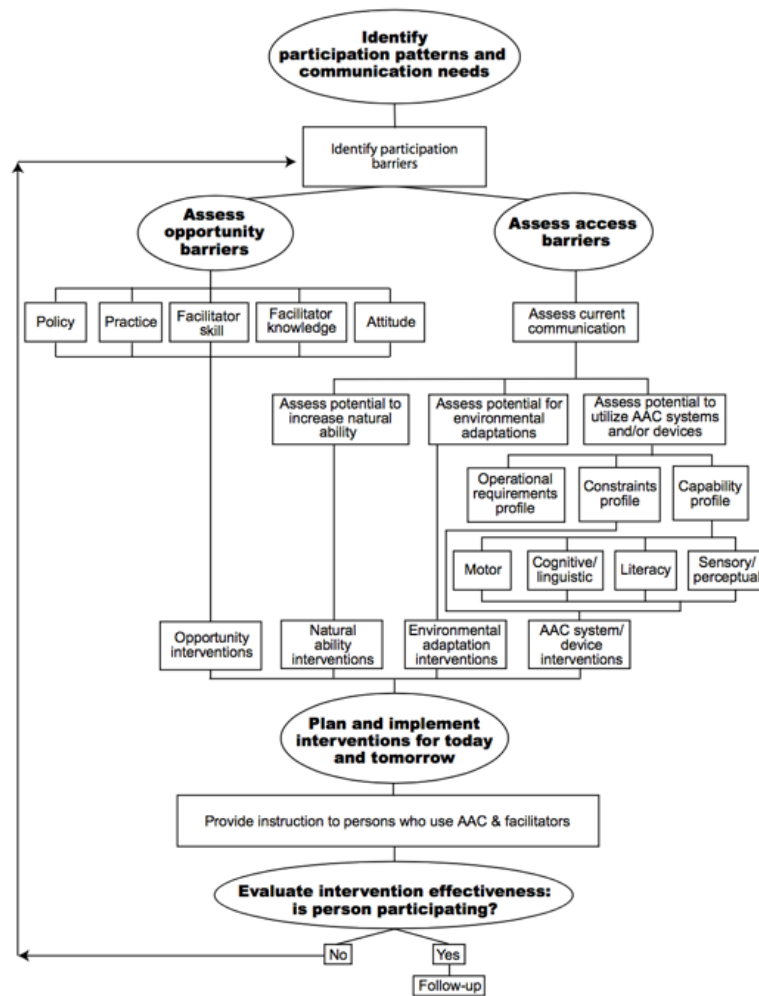 Identify
participation patterns and
communication needs
Identify participation
barriers
Assess
opportunity
barriers
Assess access
barriers
Policy
Practice
Facilitator
skill
Facilitator
knowledge
Attitude
Assess current
communication
Assess potential to
increase natural
ability
Assess potential for
environmental
adaptations
Assess potential to
utilize AAC systems
and/or devices
Operational
requirements
profile
Constraints
profile
Capability
profile
Motor
Cognitive/
linguistic
Literacy
Sensory/
perceptual
Opportunity
interventions
Natural
ability
interventions
Environmental
adaptation
interventions
AAC system/
device
interventions
Plan and implement
interventions for today
and tomorrow
Provide instruction to persons who use AAC & facilitators
Evaluate intervention effectiveness:
is person participating?
No
Yes
Follow-up